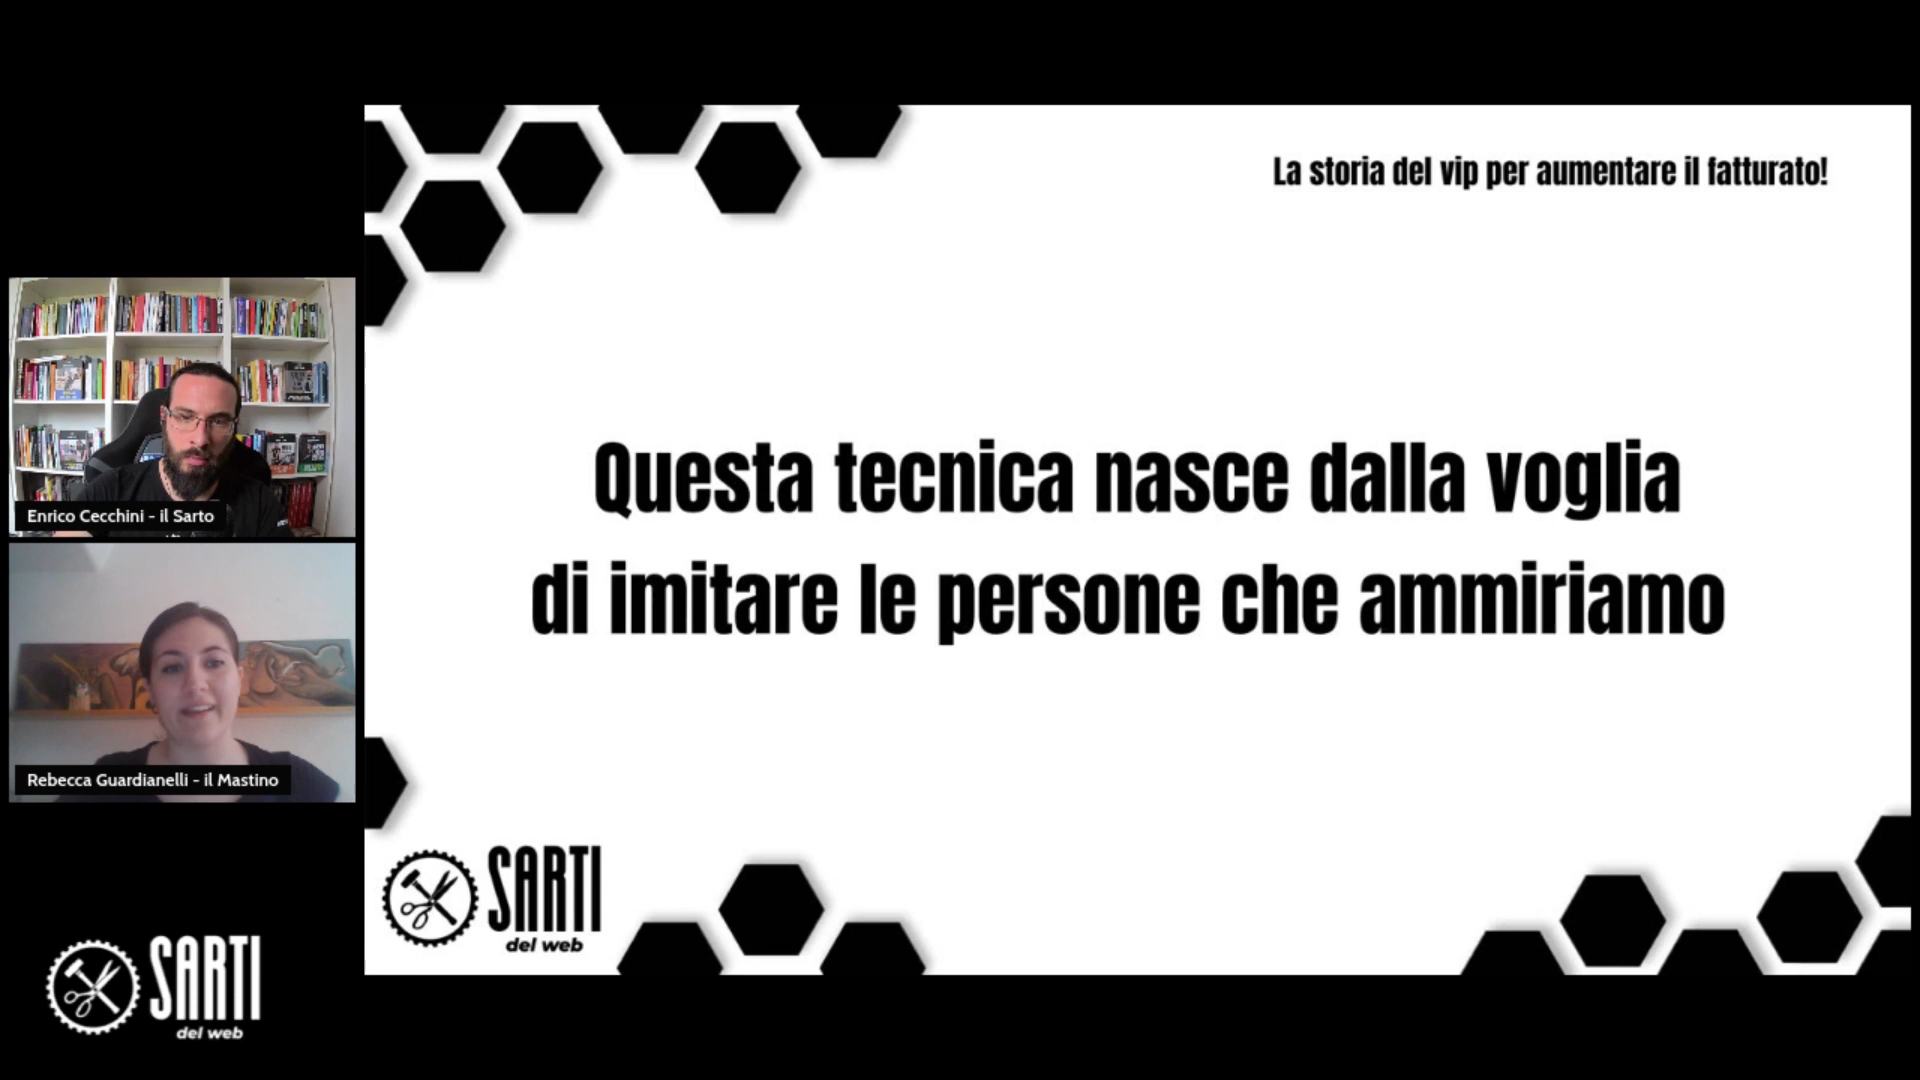 La storia del vip per aumentare il fatturato!
Questa tecnica nasce dalla voglia
di imitare le persone che ammiriamo
Enrico Cecchini - il Sarto
Rebecca Guardianelli - il Mastino
SARTI
del web
SARTI
del web